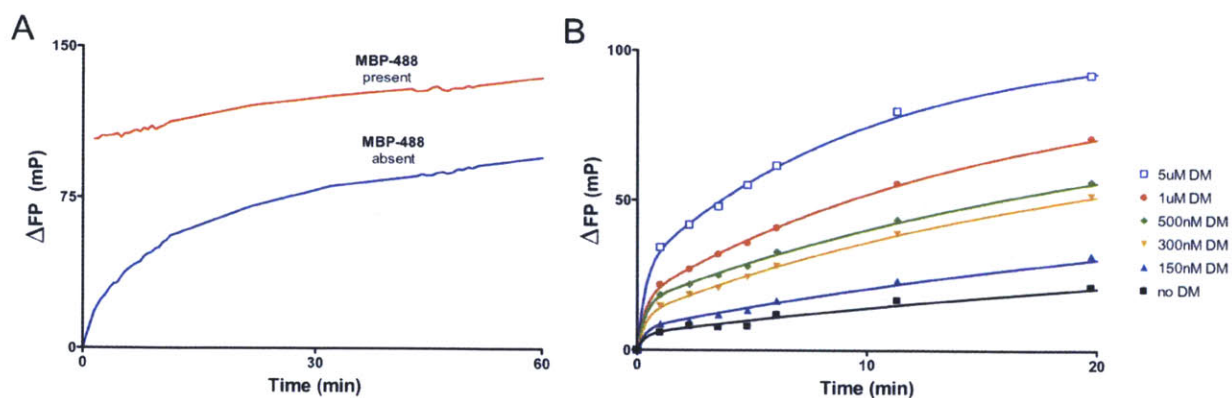 A
150
75
0
ΔFP (mP)
MBP-488
present
MBP-488
absent
0
30
60
Time (min)
B
100
50
0
ΔFP (mP)
0
10
20
Time (min)
5uM DM
1uM DM
500nM DM
300nM DM
150nM DM
no DM